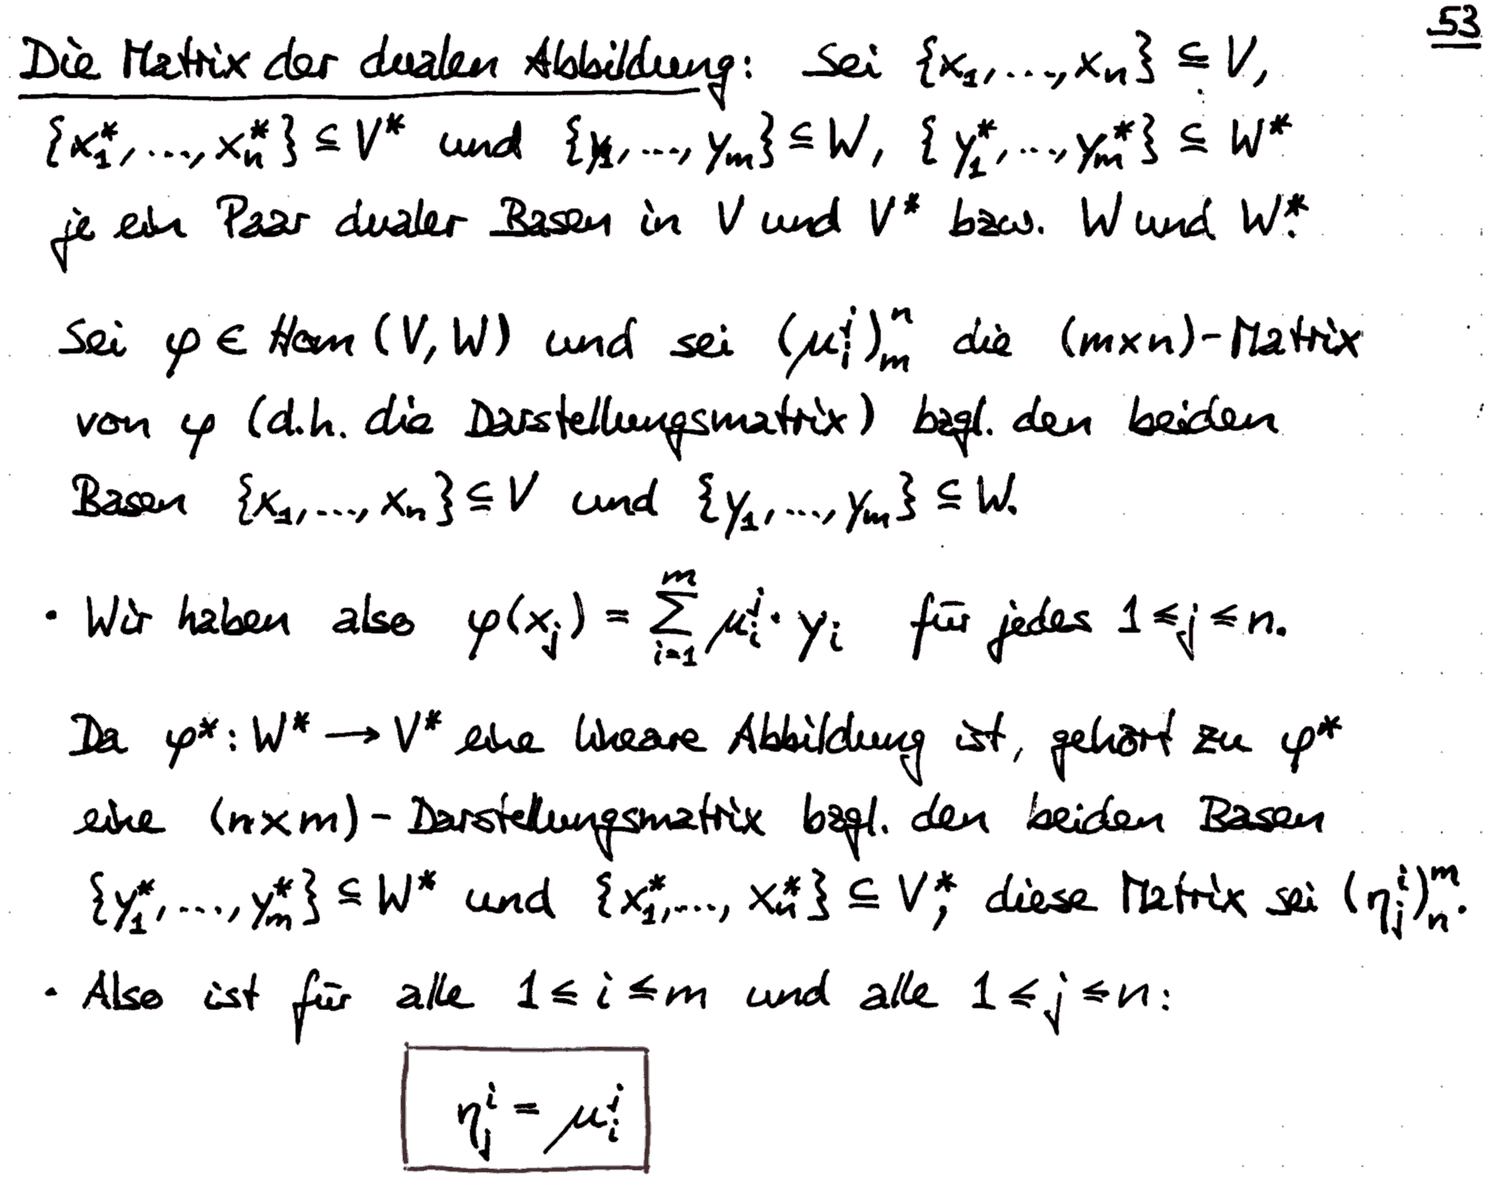 53
Die Matrix der dualen Abbildung: Sei {x₁, ..., xₙ} ⊆ V,
{x₁*, ..., xₙ*} ⊆ V* und {y₁, ..., yₘ} ⊆ W, {y₁*, ..., yₘ*} ⊆ W*
je ein Paar dualer Basen in V und V* bzw. W und W*.
Sei φ ∈ Hom (V, W) und sei (μᵢʲ)ₘⁿ die (m×n)-Matrix
von φ (d.h. die Darstellungsmatrix) bzgl. den beiden
Basen {x₁, ..., xₙ} ⊆ V und {y₁, ..., yₘ} ⊆ W.
• Wir haben also φ(xⱼ) = ∑ᵢ₌₁ᵐ μᵢʲ · yᵢ für jedes 1 ≤ j ≤ n.
Da φ*: W* → V* eine lineare Abbildung ist, gehört zu φ*
eine (n×m)-Darstellungsmatrix bzgl. den beiden Basen
{y₁*, ..., yₘ*} ⊆ W* und {x₁*, ..., xₙ*} ⊆ V*; diese Matrix sei (ηⱼⁱ)ₙᵐ.
• Also ist für alle 1 ≤ i ≤ m und alle 1 ≤ j ≤ n:
ηⱼⁱ = μᵢʲ